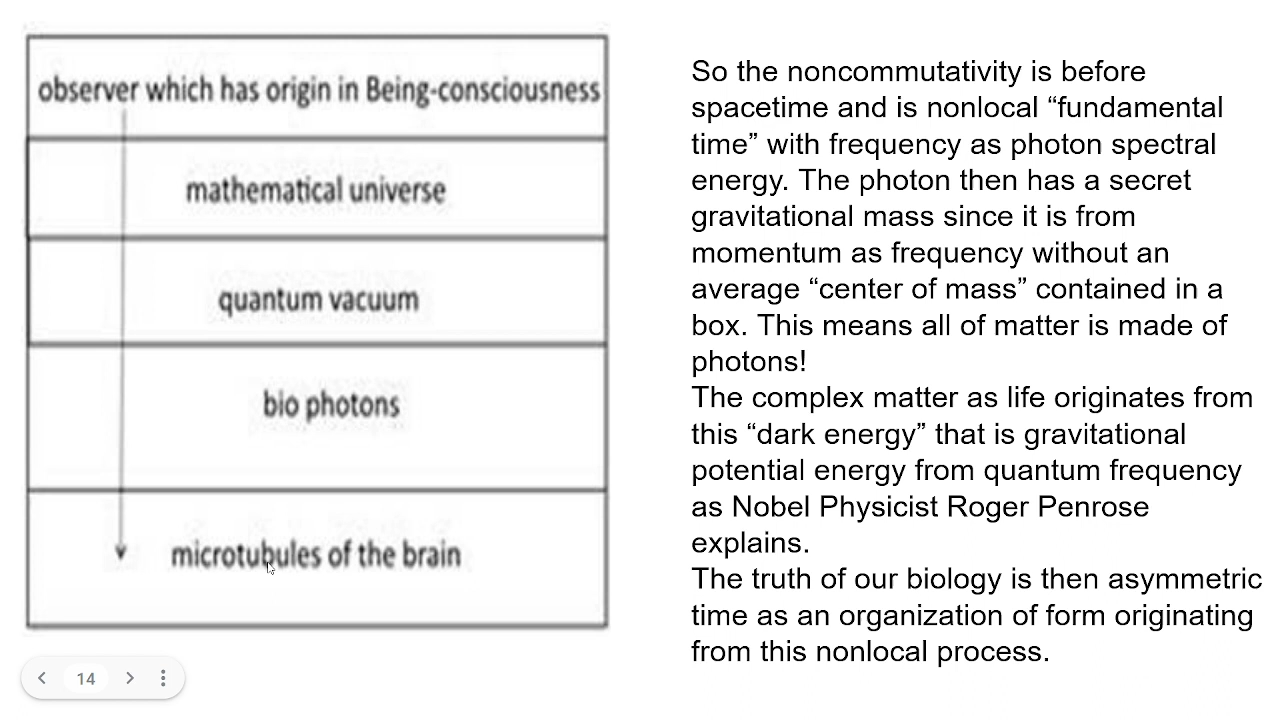 observer which has origin in Being-consciousness
mathematical universe
quantum vacuum
bio photons
microtubules of the brain
So the noncommutativity is before
spacetime and is nonlocal “fundamental
time” with frequency as photon spectral
energy. The photon then has a secret
gravitational mass since it is from
momentum as frequency without an
average “center of mass” contained in a
box. This means all of matter is made of
photons!
The complex matter as life originates from
this “dark energy” that is gravitational
potential energy from quantum frequency
as Nobel Physicist Roger Penrose
explains.
The truth of our biology is then asymmetric
time as an organization of form originating
from this nonlocal process.
14